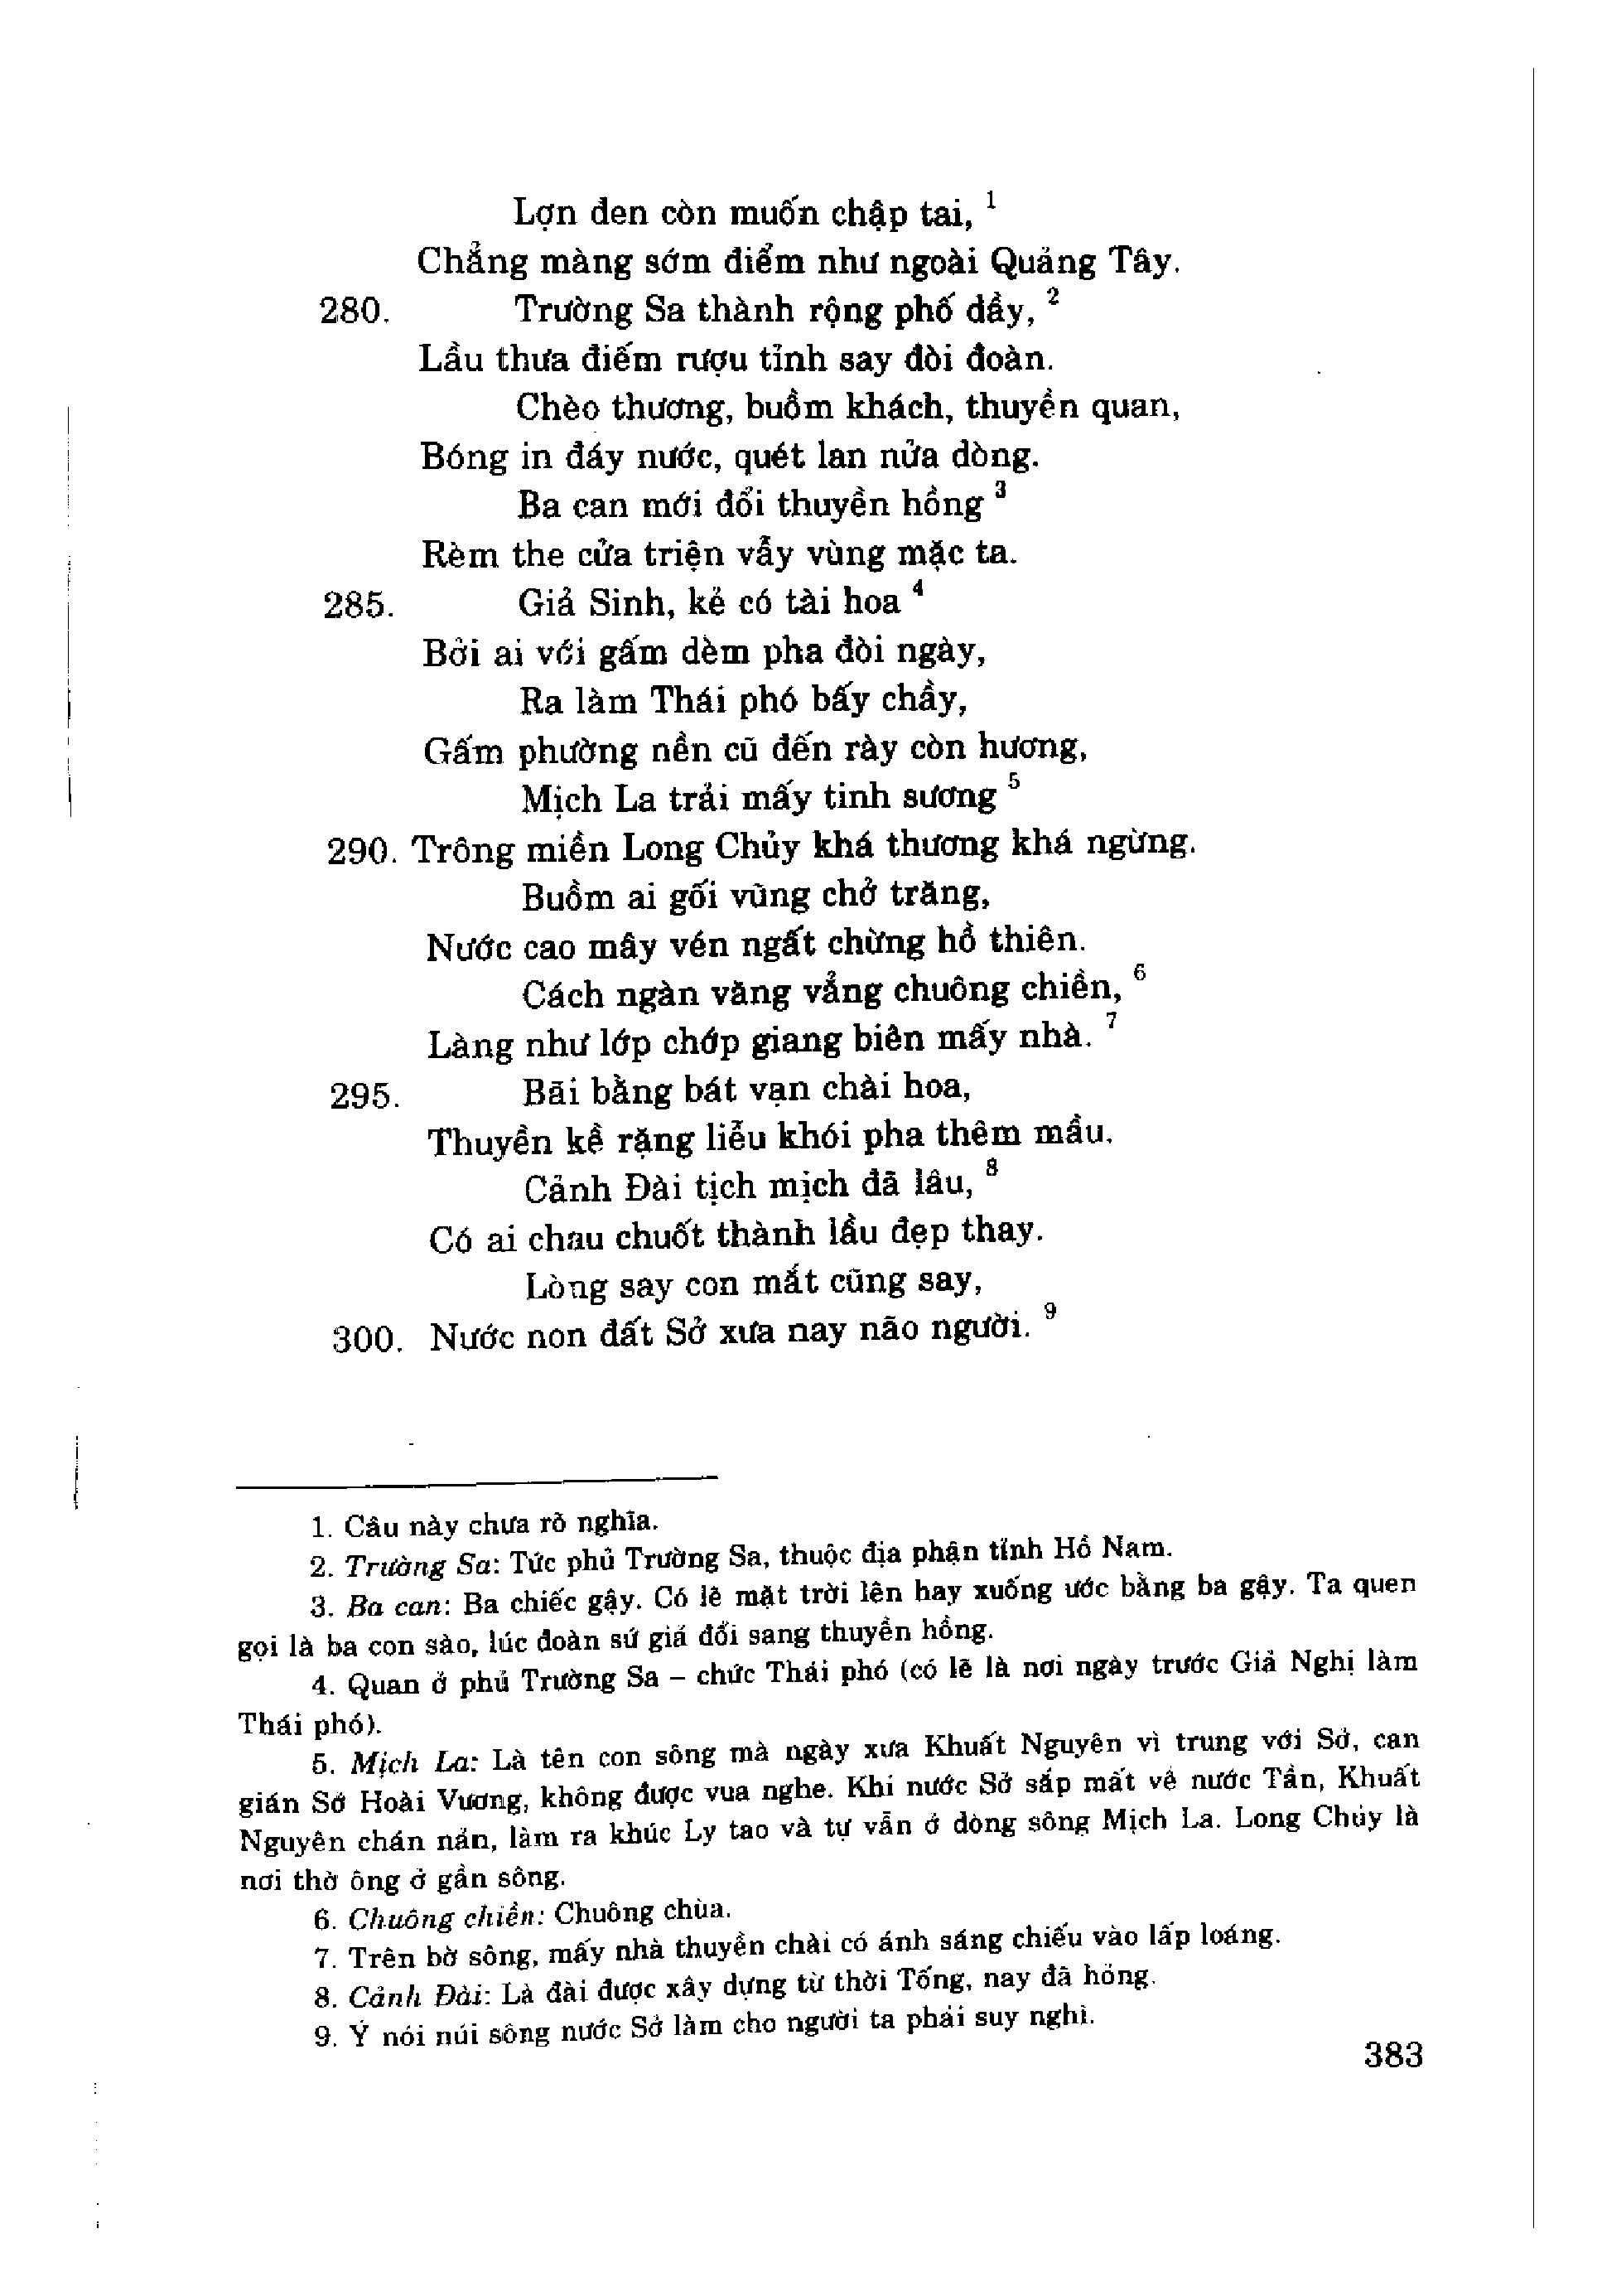 Lợn đen còn muốn chập tai, 1
Chẳng màng sớm điểm như ngoài Quảng Tây.
280. Trường Sa thành rộng phố dầy, 2
Lầu thưa điếm rượu tỉnh say đòi đoàn.
Chèo thương, buồm khách, thuyền quan,
Bóng in đáy nước, quét lan nửa dòng.
Ba can mới đổi thuyền hồng 3
Rèm the cửa triện vẫy vùng mặc ta.
285. Giả Sinh, kẻ có tài hoa 4
Bởi ai với gấm dèm pha đòi ngày,
Ra làm Thái phó bấy chầy,
Gấm phường nền cũ đến rày còn hương,
Mịch La trải mấy tinh sương 5
290. Trông miền Long Chủy khá thương khá ngừng.
Buồm ai gối vũng chở trăng,
Nước cao mây vén ngất chừng hồ thiên.
Cách ngàn văng vẳng chuông chiền, 6
Làng như lớp chớp giang biên mấy nhà. 7
295. Bãi bằng bát vạn chài hoa,
Thuyền kề rặng liễu khói pha thêm mầu.
Cảnh Đài tịch mịch đã lâu, 8
Có ai chau chuốt thành lầu đẹp thay.
Lòng say con mắt cũng say,
300. Nước non đất Sở xưa nay não người. 9
1. Câu này chưa rõ nghĩa.
2. Trường Sa: Tức phủ Trường Sa, thuộc địa phận tỉnh Hồ Nam.
3. Ba can: Ba chiếc gậy. Có lẽ mặt trời lên hay xuống ước bằng ba gậy. Ta quen
gọi là ba con sào, lúc đoàn sứ giả đổi sang thuyền hồng.
4. Quan ở phủ Trường Sa – chức Thái phó (có lẽ là nơi ngày trước Giả Nghị làm
Thái phó).
5. Mịch La: Là tên con sông mà ngày xưa Khuất Nguyên vì trung với Sở, can
gián Sở Hoài Vương, không được vua nghe. Khi nước Sở sắp mất về nước Tần, Khuất
Nguyên chán nản, làm ra khúc Ly tao và tự vẫn ở dòng sông Mịch La. Long Chủy là
nơi thờ ông ở gần sông.
6. Chuông chiền: Chuông chùa.
7. Trên bờ sông, mấy nhà thuyền chài có ánh sáng chiếu vào lấp loáng.
8. Cảnh Đài: Là đài được xây dựng từ thời Tống, nay đã hỏng.
9. Ý nói núi sông nước Sở làm cho người ta phải suy nghĩ.
383